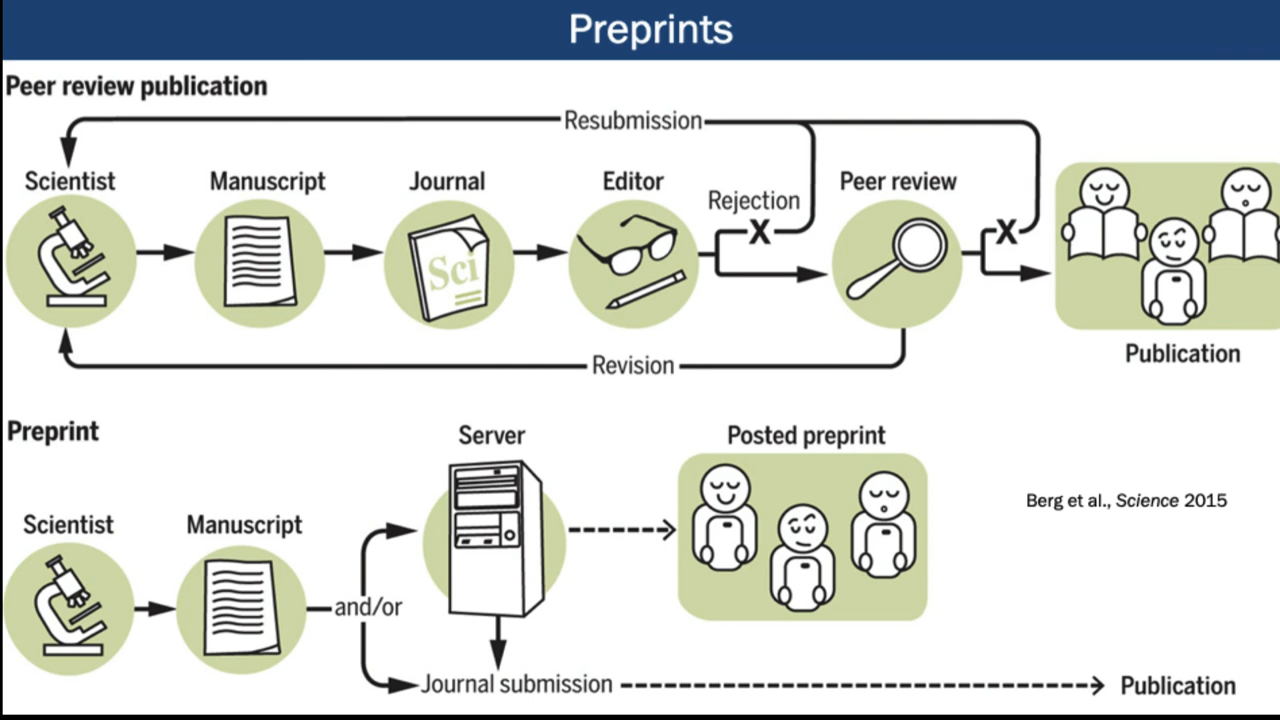 Preprints
Peer review publication
Resubmission
Scientist
Manuscript
Journal
Editor
Rejection
Peer review
X
X
Sci
Publication
Revision
Preprint
Server
Posted preprint
Berg et al., Science 2015
Scientist
Manuscript
and/or
Journal submission
Publication